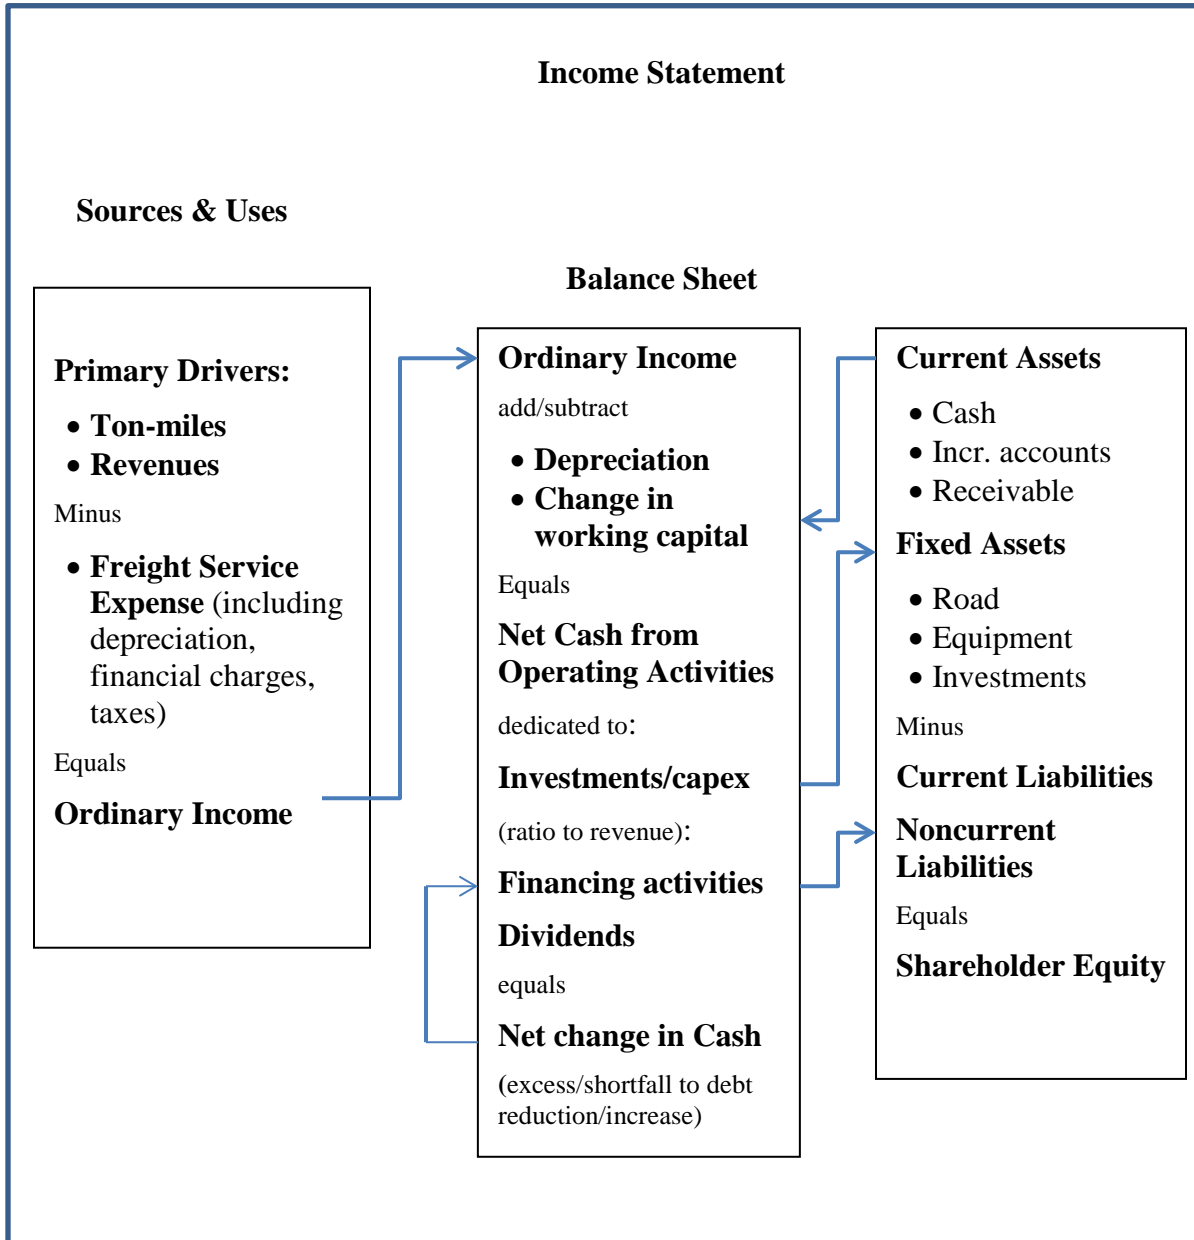 Income Statement
Sources & Uses
Balance Sheet
Primary Drivers:
• Ton-miles
• Revenues
Minus
• Freight Service
Expense (including
depreciation,
financial charges,
taxes)
Equals
Ordinary Income
Ordinary Income
add/subtract
• Depreciation
• Change in
working capital
Equals
Net Cash from
Operating Activities
dedicated to:
Investments/capex
(ratio to revenue):
Financing activities
Dividends
equals
Net change in Cash
(excess/shortfall to debt
reduction/increase)
Current Assets
• Cash
• Incr. accounts
• Receivable
Fixed Assets
• Road
• Equipment
• Investments
Minus
Current Liabilities
Noncurrent
Liabilities
Equals
Shareholder Equity